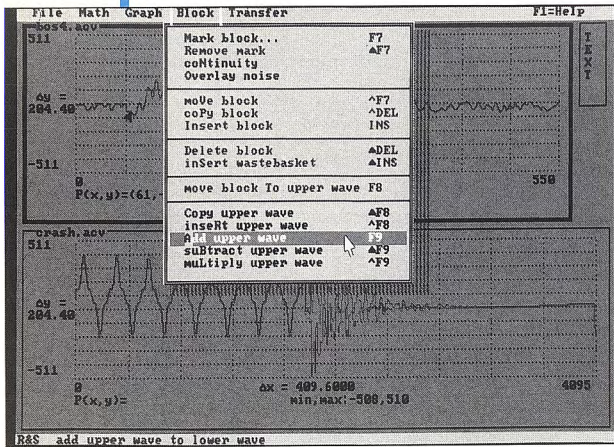 File Math Graph Block Transfer F1=Help
bos4.acv
511
Δy =
204.40
-511
0
550
P(x,y)=(61,-
TEXT
Mark block... F7
Remove mark ▲F7
coNtinuity
Overlay noise
moVe block ^F7
coPy block ^DEL
Insert block INS
Delete block ▲DEL
inSert wastebasket ▲INS
move block To upper wave F8
Copy upper wave ▲F8
inseRt upper wave ^F8
Add upper wave F9
suBtract upper wave ▲F9
muLtiply upper wave ^F9
crash.acv
511
Δy =
204.40
-511
0
Δx = 409.6000
4095
P(x,y)=
min,max:-508,510
R&S add upper wave to lower wave